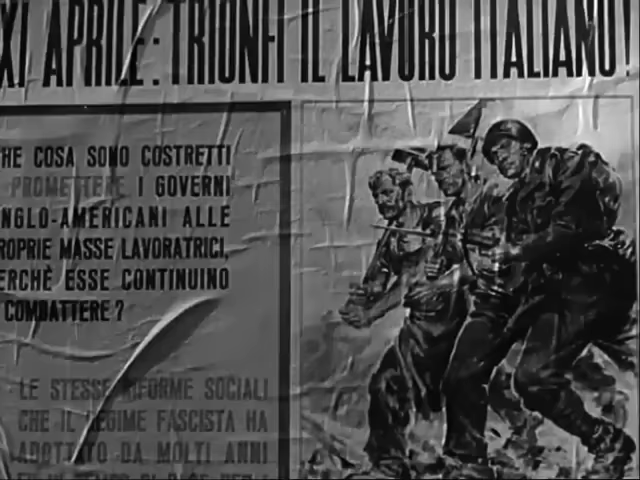 XI APRILE: TRIONFI IL LAVORO ITALIANO!
HE COSA SONO COSTRETTI
PROMETTERE I GOVERNI
NGLO-AMERICANI ALLE
ROPRIE MASSE LAVORATRICI,
ERCHÈ ESSE CONTINUINO
COMBATTERE?
LE STESSE RIFORME SOCIALI
CHE IL REGIME FASCISTA HA
ADOTTATO DA MOLTI ANNI